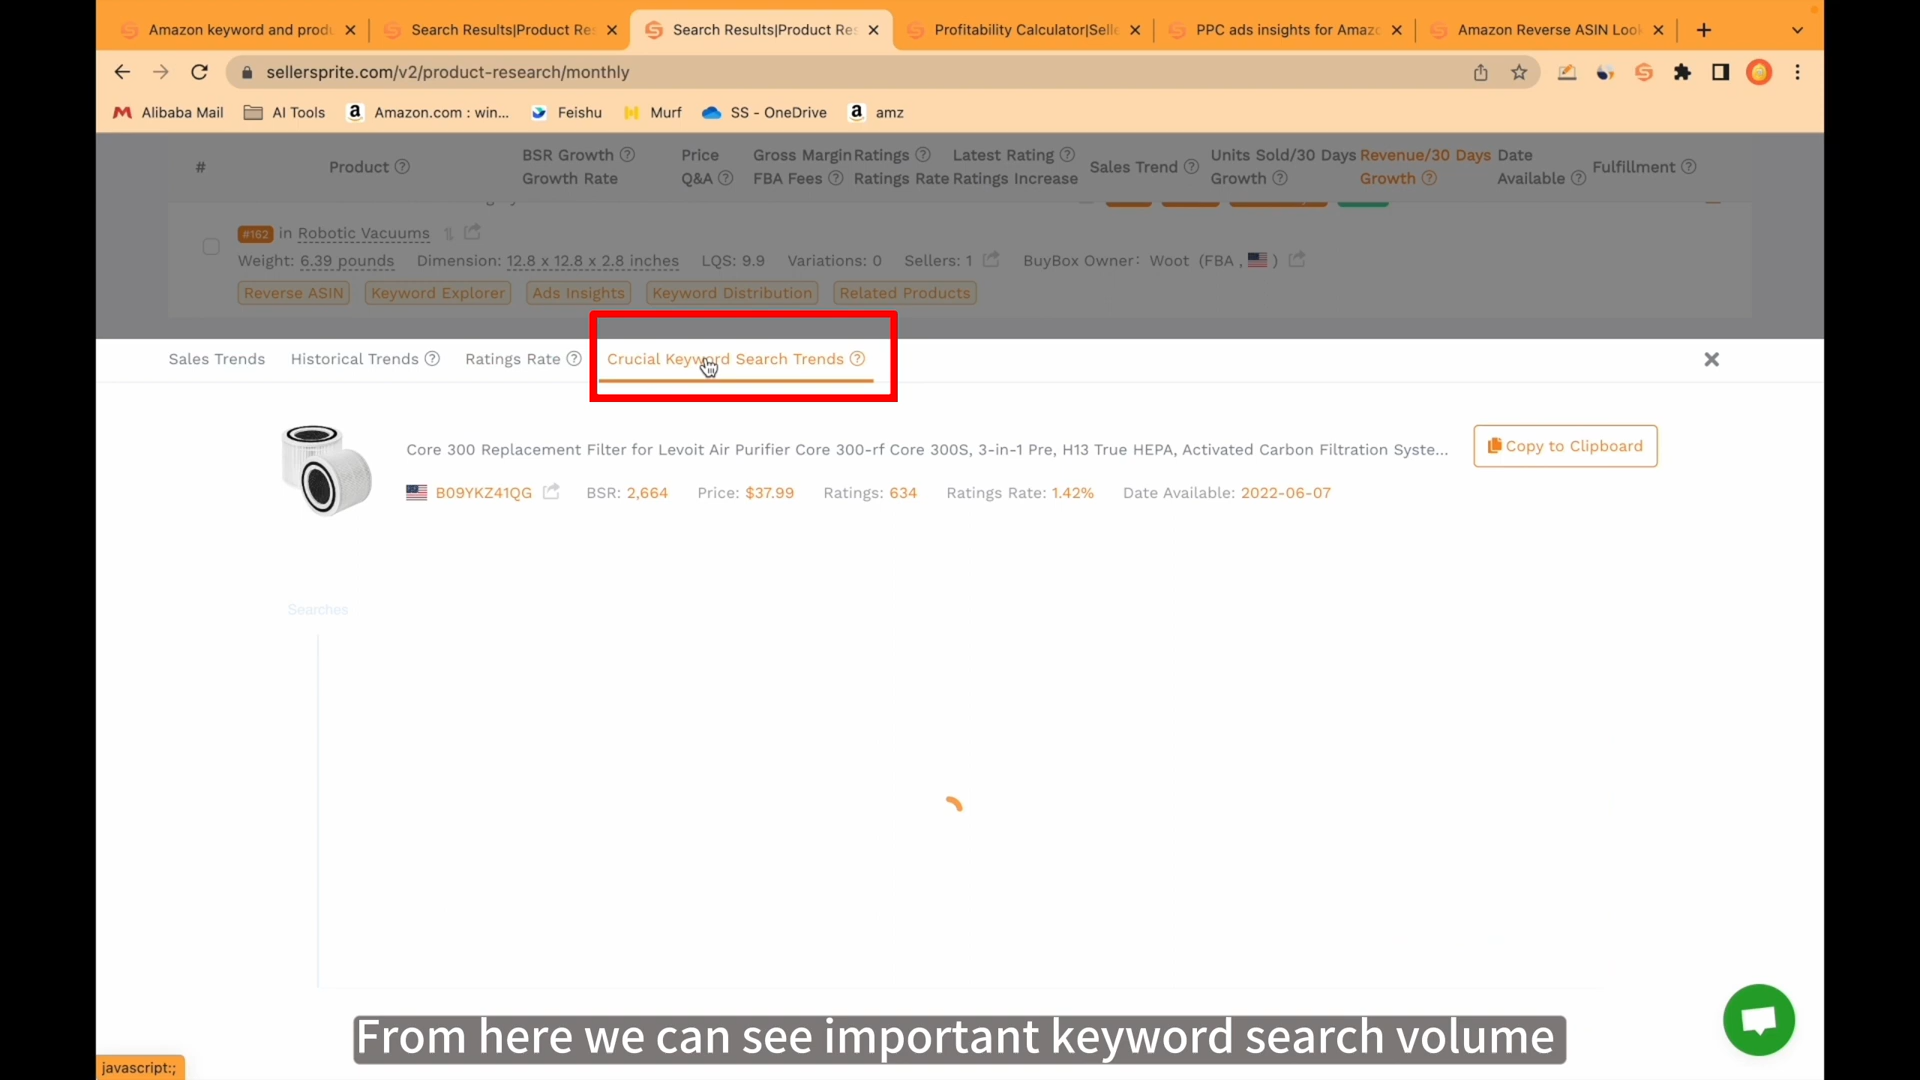 Amazon keyword and produ
Search Results|Product Res
Search Results|Product Res
Profitability Calculator|Selle
PPC ads insights for Amazo
Amazon Reverse ASIN Look
sellersprite.com/v2/product-research/monthly
Alibaba Mail
AI Tools
Amazon.com : win...
Feishu
Murf
SS - OneDrive
amz
#
Product
BSR Growth
Growth Rate
Price
Q&A
Gross Margin
FBA Fees
Ratings
Ratings Rate
Latest Rating
Ratings Increase
Sales Trend
Units Sold/30 Days
Growth
Revenue/30 Days
Growth
Date
Available
Fulfillment
#162 in Robotic Vacuums
Weight: 6.39 pounds Dimension: 12.8 x 12.8 x 2.8 inches LQS: 9.9 Variations: 0 Sellers: 1 BuyBox Owner: Woot (FBA , )
Reverse ASIN Keyword Explorer Ads Insights Keyword Distribution Related Products
Sales Trends Historical Trends Ratings Rate Crucial Keyword Search Trends
Core 300 Replacement Filter for Levoit Air Purifier Core 300-rf Core 300S, 3-in-1 Pre, H13 True HEPA, Activated Carbon Filtration Syste...
Copy to Clipboard
B09YKZ41QG BSR: 2,664 Price: $37.99 Ratings: 634 Ratings Rate: 1.42% Date Available: 2022-06-07
Searches
From here we can see important keyword search volume
javascript:;